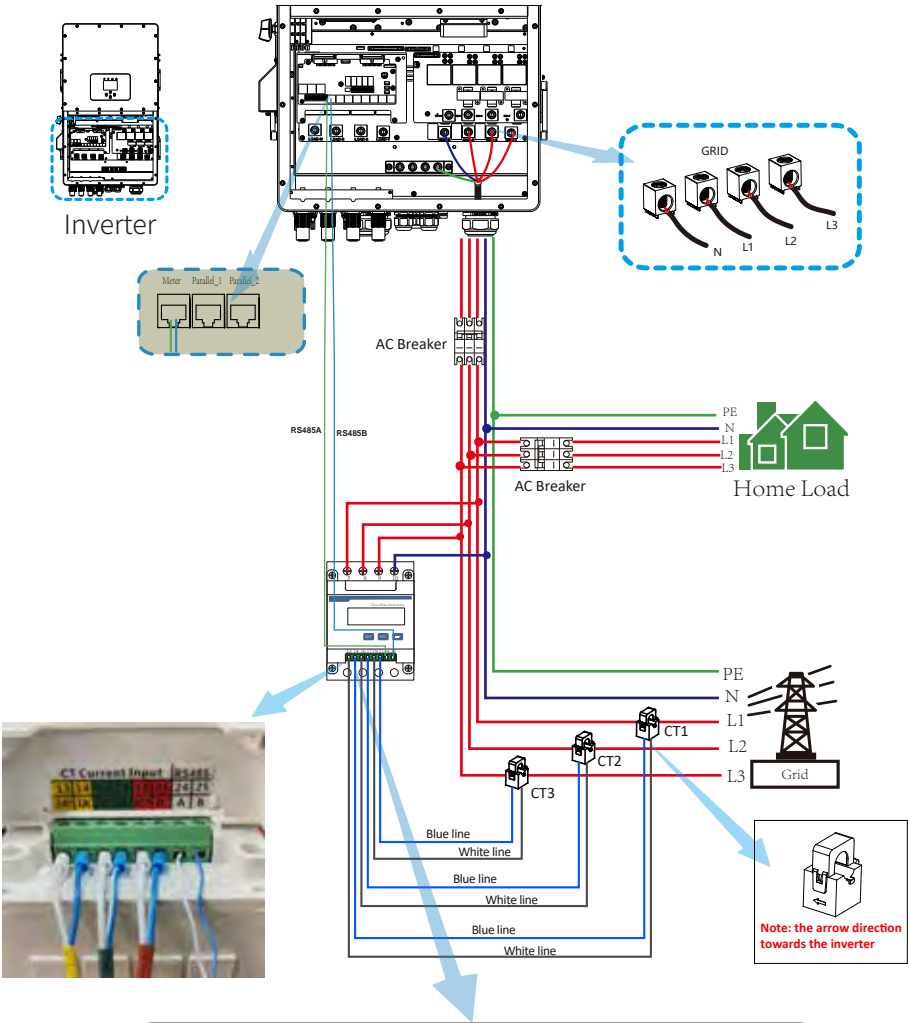 Inverter
GRID
N
L1
L2
L3
Meter
Parallel_1
Parallel_2
AC Breaker
RS485A
RS485B
PE
N
L1
L2
L3
AC Breaker
Home Load
PE
N
L1
L2
L3
Grid
CT1
CT2
CT3
CT Current Input
RS485
13
14
24
25
A
B
Blue line
White line
Blue line
White line
Blue line
White line
Note: the arrow direction
towards the inverter